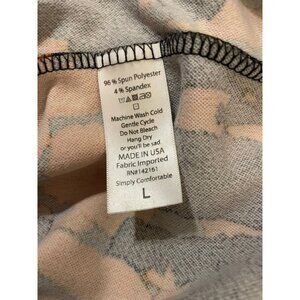 96% Spun Polyester
4% Spandex
Machine Wash Cold
Gentle Cycle
Do Not Bleach
Hang Dry
or you'll be sorry!
MADE IN USA
Fabric Imported
RN#142161
Simply Comfortable
L